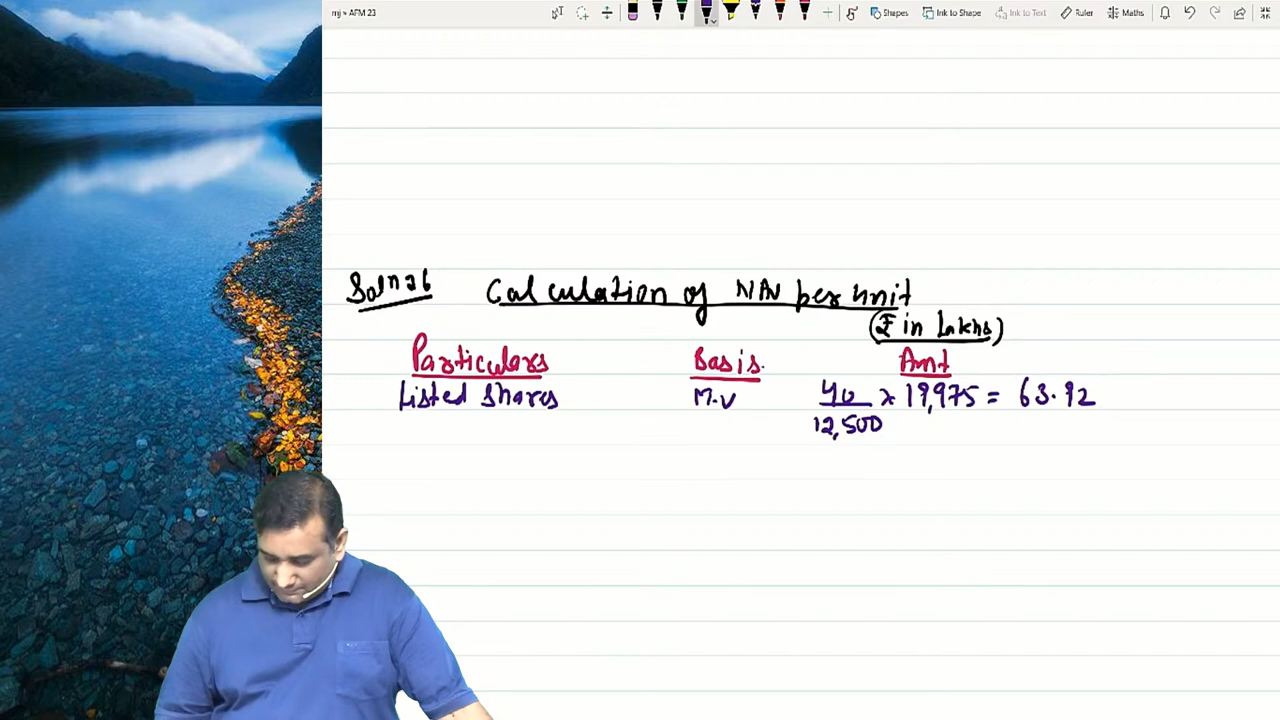 mj » AFM 23
Shapes Ink to Shape Ink to Text Ruler Maths
Soln 26 Calculation of NAV per unit
(₹ in Lakhs)
Particulars Basis. Amt
Listed Shares M.V 40/12,500 × 19,975 = 63.92